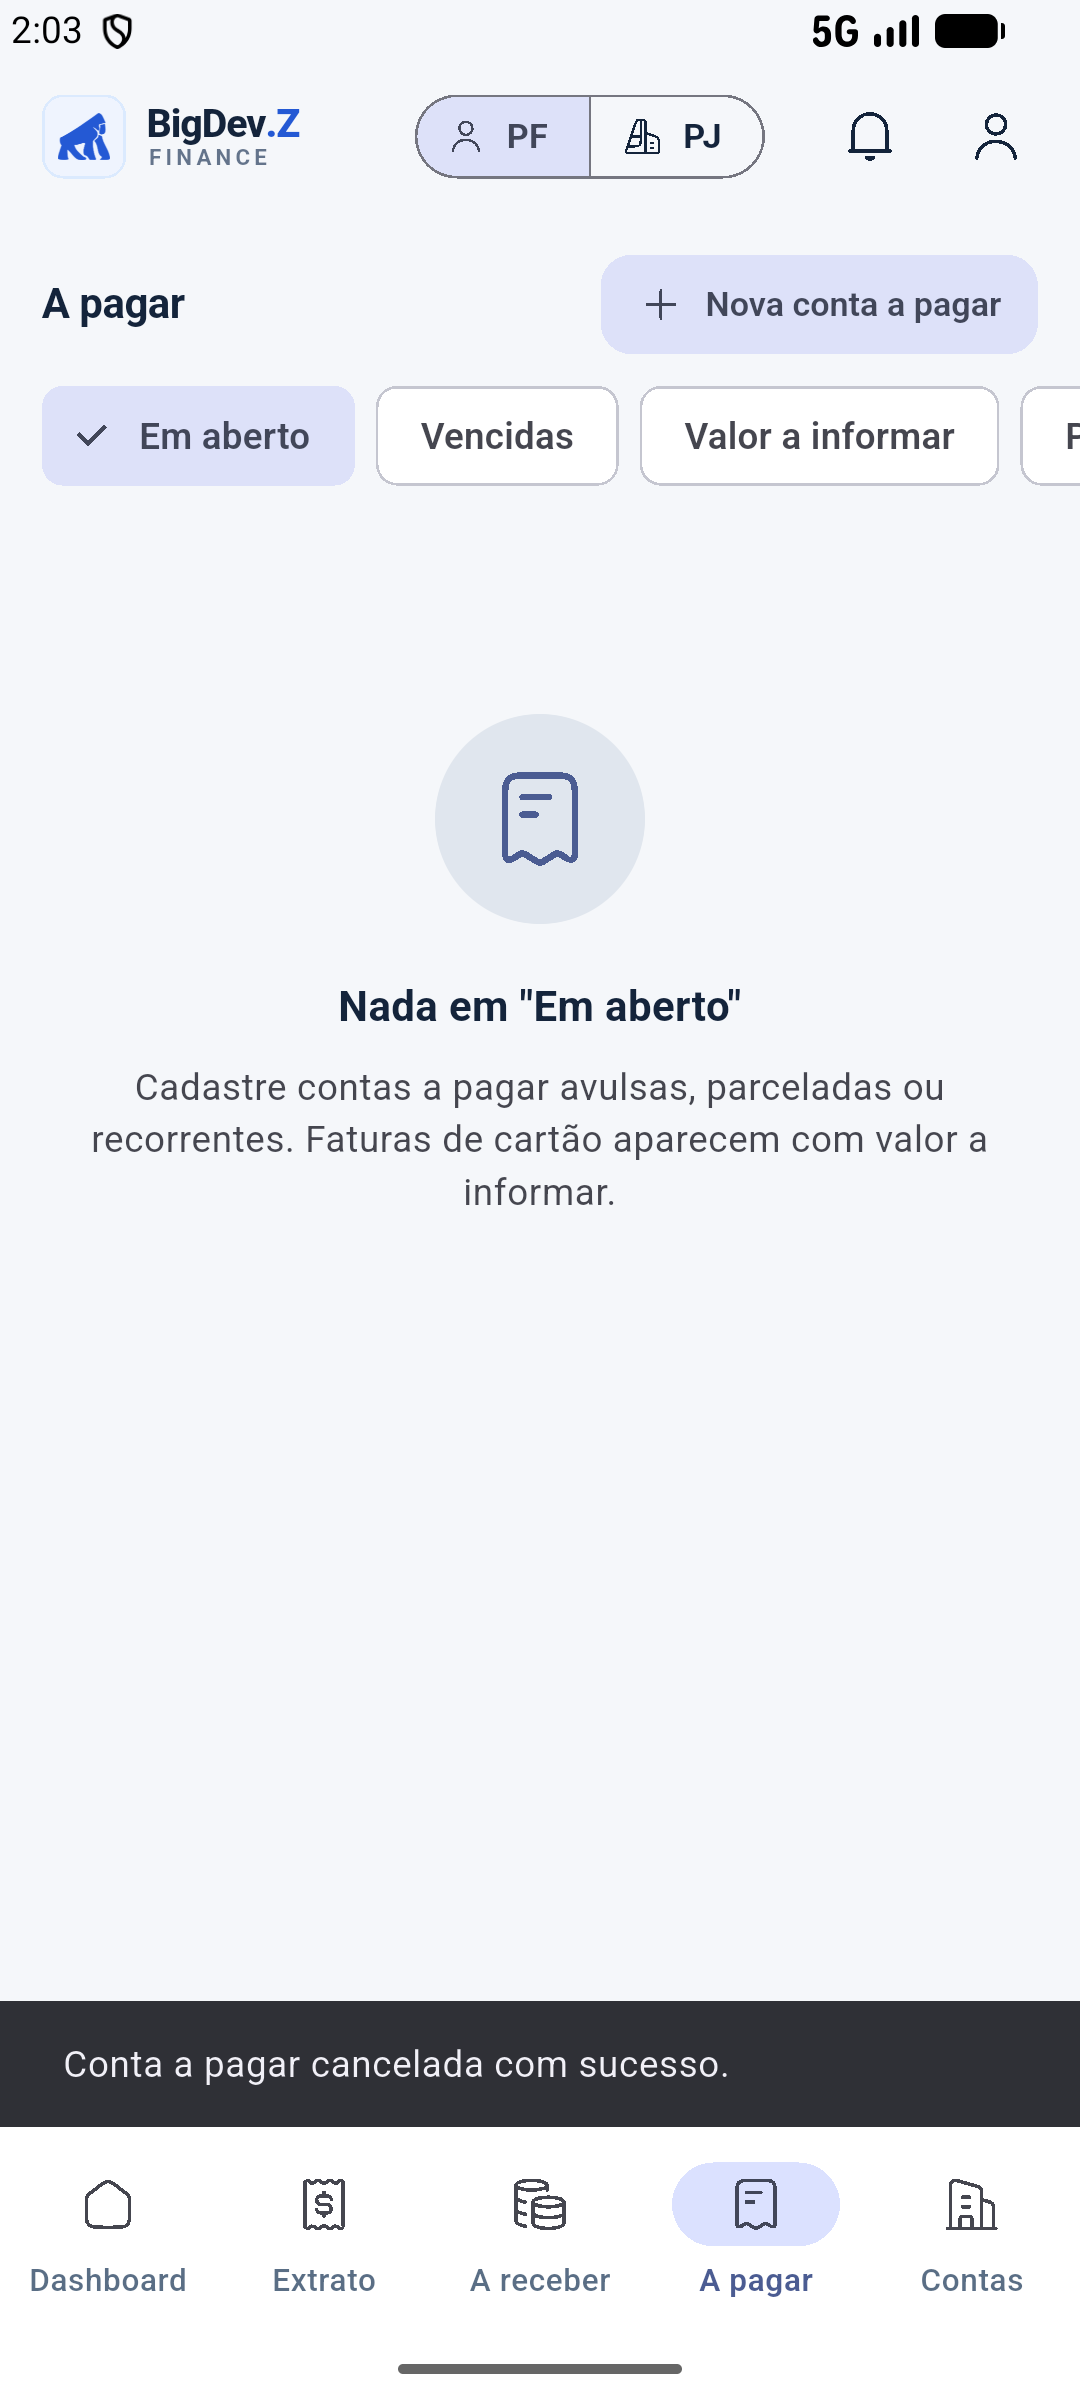 2:03
5G
BigDev.Z
FINANCE
PF
PJ
A pagar
Nova conta a pagar
Em aberto
Vencidas
Valor a informar
Nada em "Em aberto"
Cadastre contas a pagar avulsas, parceladas ou
recorrentes. Faturas de cartão aparecem com valor a
informar.
Conta a pagar cancelada com sucesso.
Dashboard
Extrato
A receber
A pagar
Contas